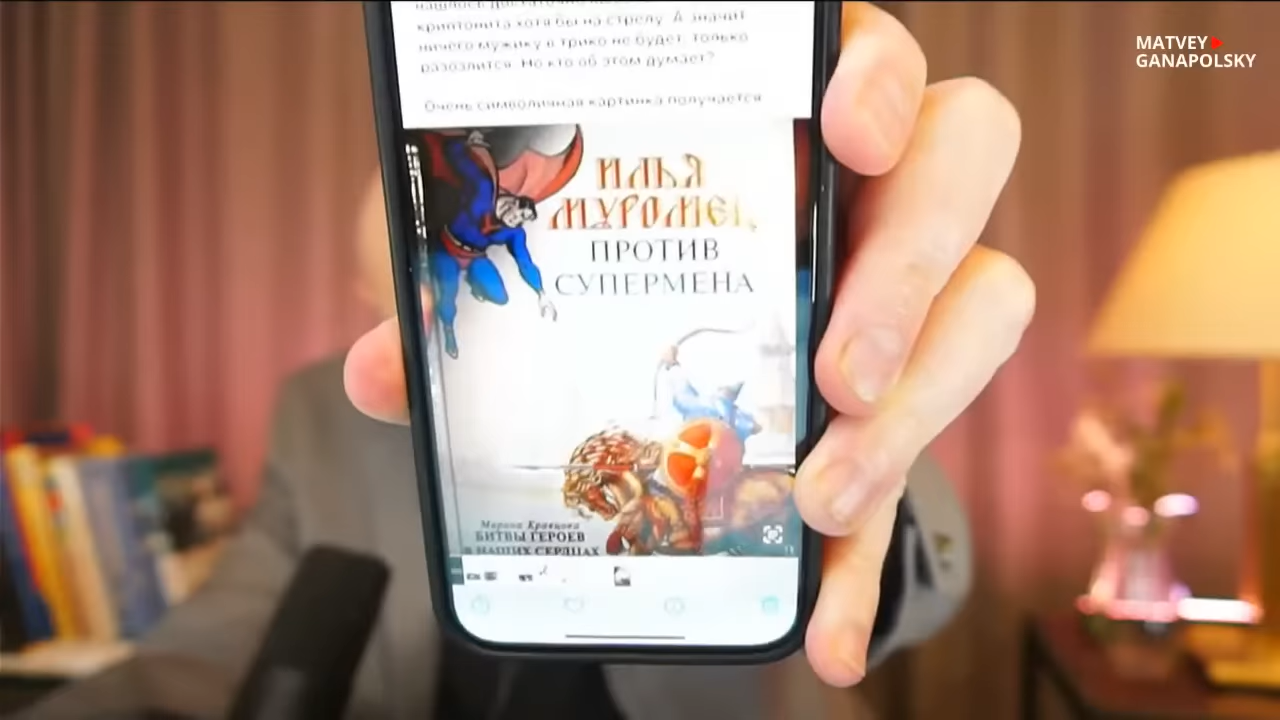 криптонита хотя бы на стрелу. А значит
ничего мужику в трико не будет. Только
разозлится. Но кто об этом думает?
Очень символичная картинка получается
ИЛЬЯ
МУРОМЕЦ
ПРОТИВ
СУПЕРМЕНА
Марина Кравцова
БИТВЫ ГЕРОЕВ
В НАШИХ СЕРДЦАХ
MATVEY
GANAPOLSKY